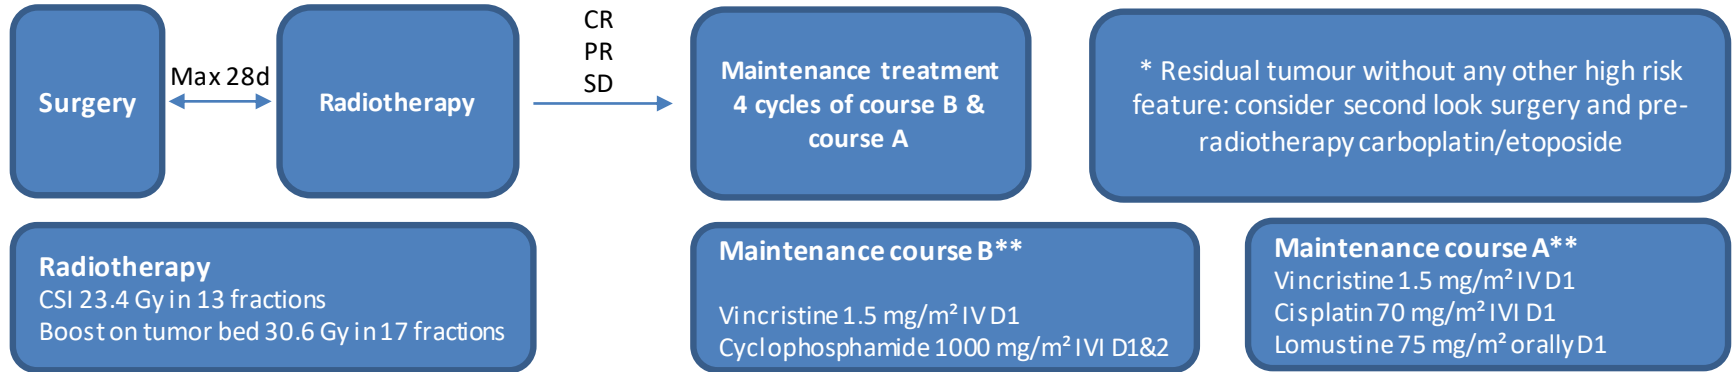 Surgery
Max 28d
Radiotherapy
CR
PR
SD
Maintenance treatment
4 cycles of course B &
course A
* Residual tumour without any other high risk
feature: consider second look surgery and pre-
radiotherapy carboplatin/etoposide
Radiotherapy
CSI 23.4 Gy in 13 fractions
Boost on tumor bed 30.6 Gy in 17 fractions
Maintenance course B**
Vincristine 1.5 mg/m² IV D1
Cyclophosphamide 1000 mg/m² IVI D1&2
Maintenance course A**
Vincristine 1.5 mg/m² IV D1
Cisplatin 70 mg/m² IVI D1
Lomustine 75 mg/m² orally D1